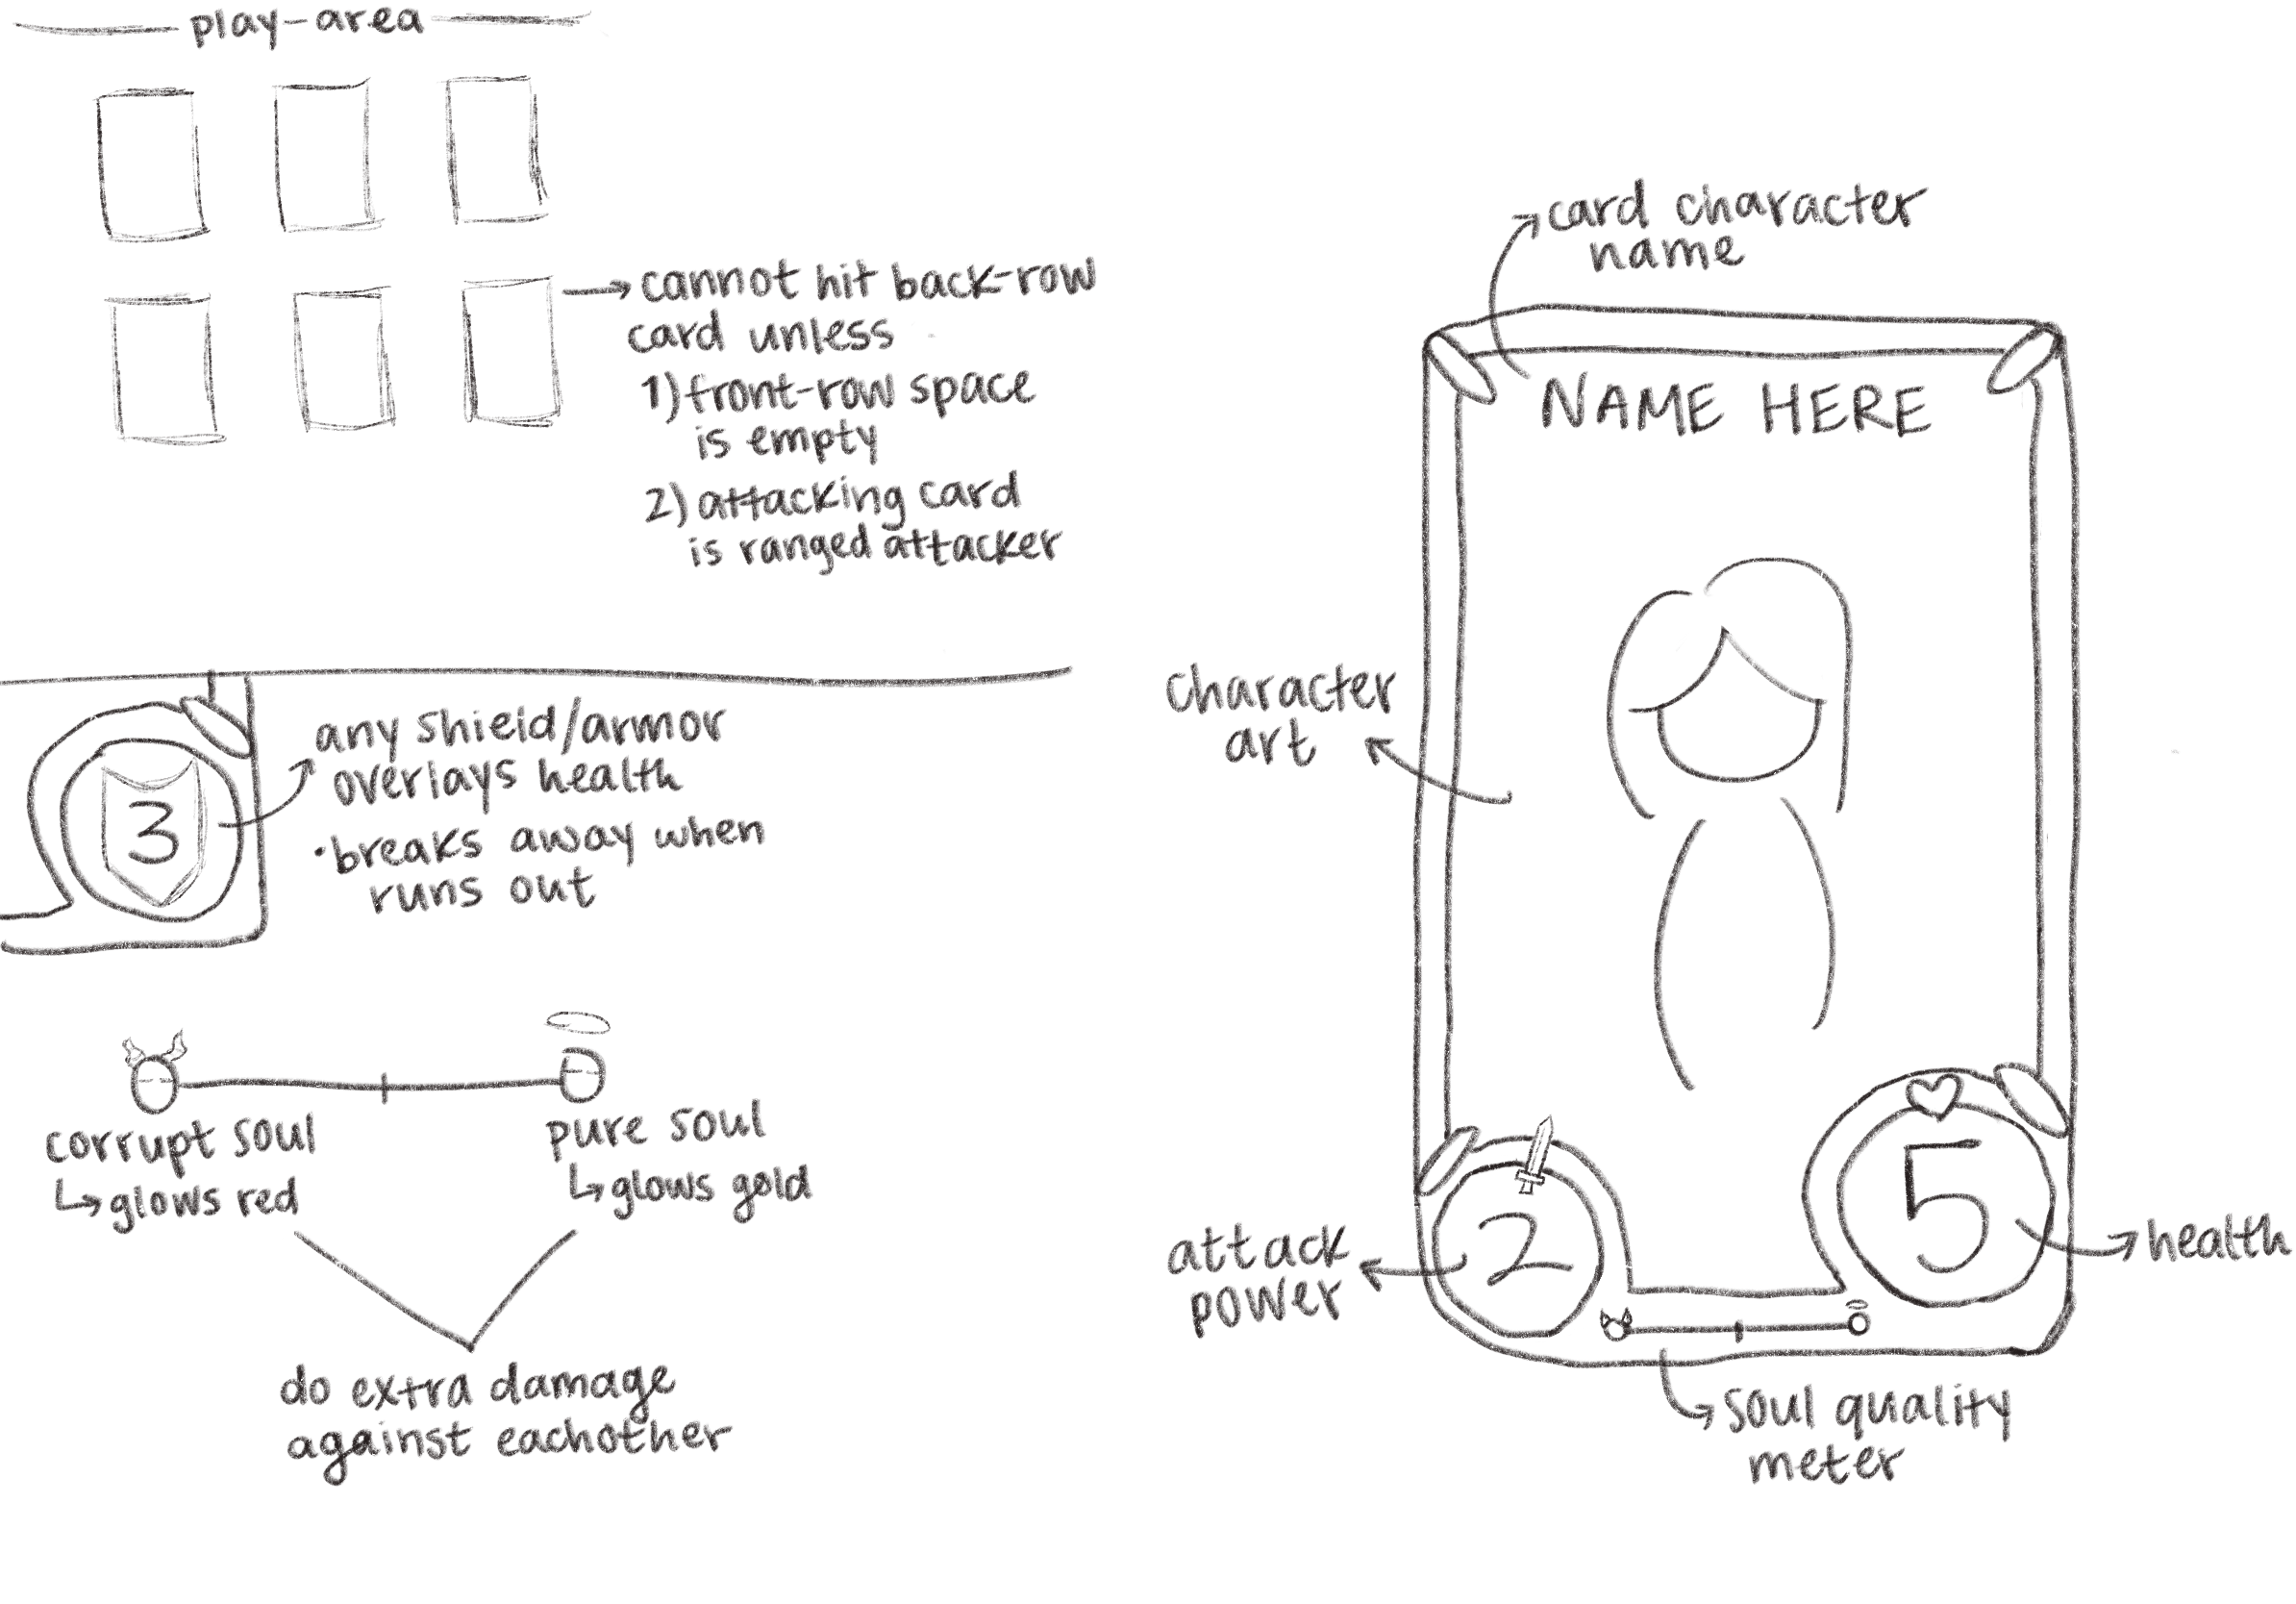 play-area
cannot hit back-row
card unless
1) front-row space
is empty
2) attacking card
is ranged attacker
any shield/armor
overlays health
•breaks away when
runs out
3
corrupt soul
glows red
pure soul
glows gold
do extra damage
against eachother
card character
name
NAME HERE
character
art
attack
power
2
5
health
soul quality
meter